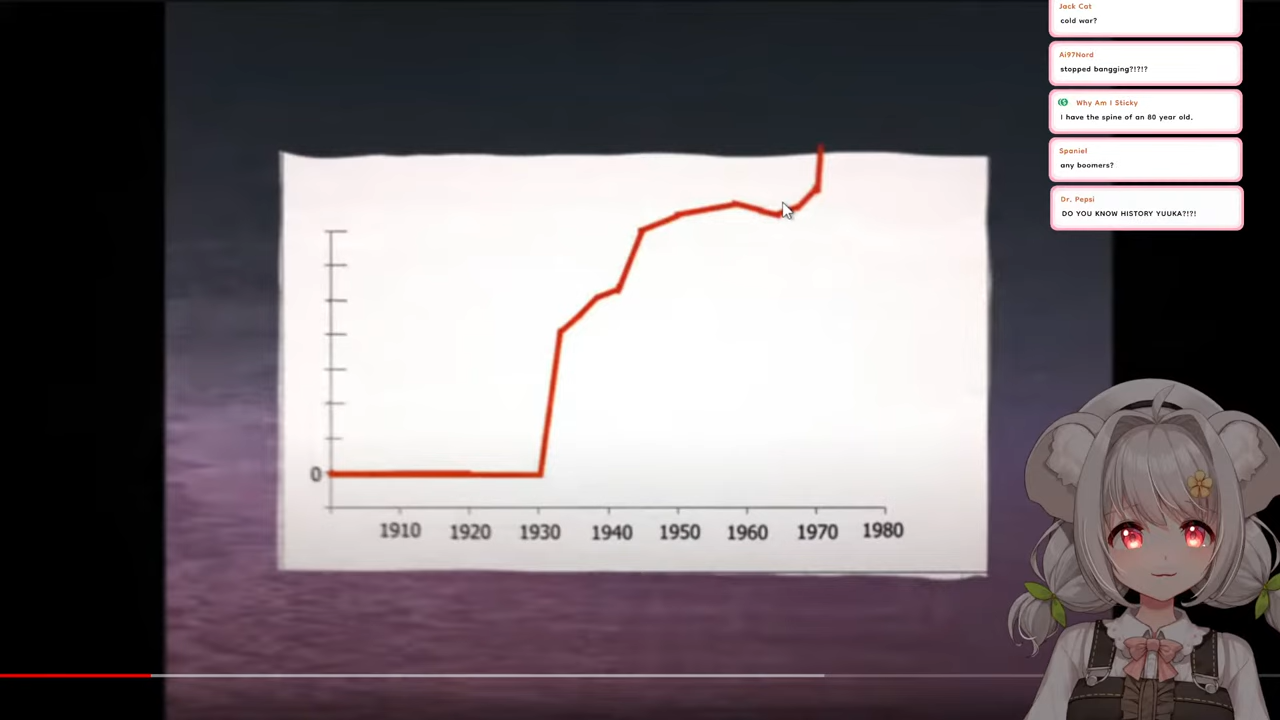 Jack Cat
cold war?
Ai97Nord
stopped bangging?!?!?
Why Am I Sticky
I have the spine of an 80 year old.
Spaniel
any boomers?
Dr. Pepsi
DO YOU KNOW HISTORY YUUKA?!?!
0
1910 1920 1930 1940 1950 1960 1970 1980